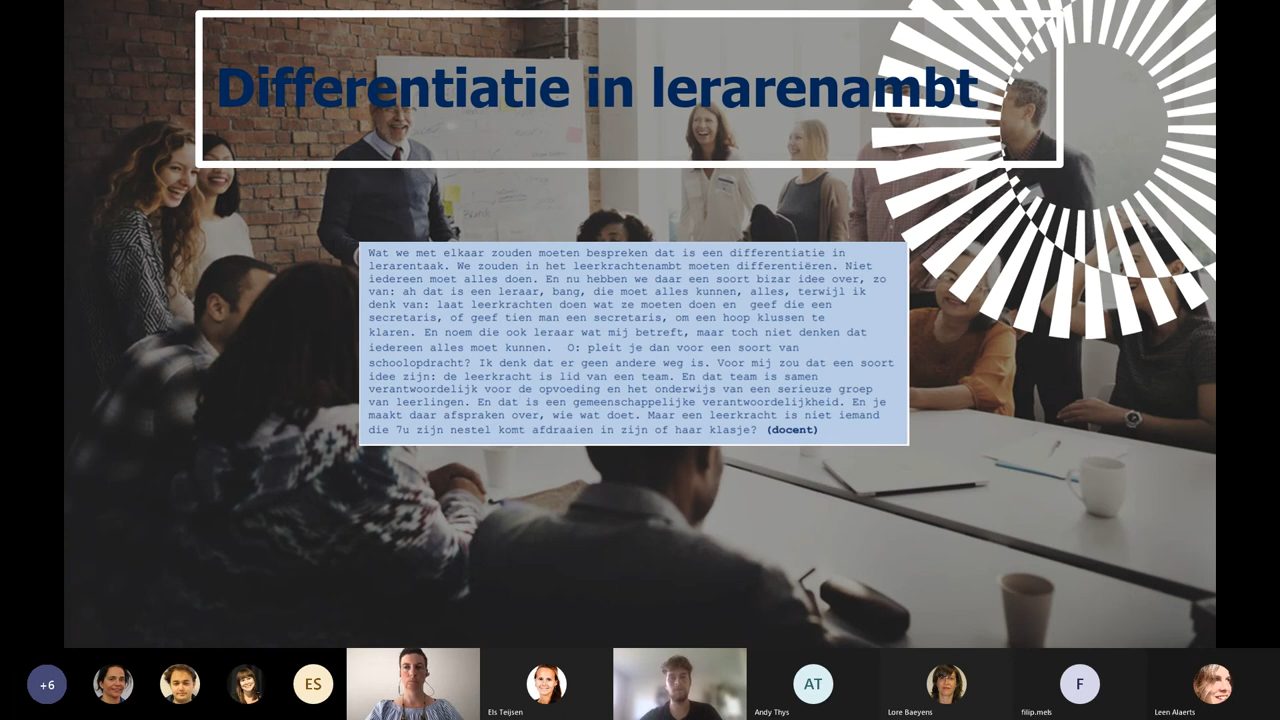 Differentiatie in lerarenambt
Wat we met elkaar zouden moeten bespreken dat is een differentiatie in
lerarentaak. We zouden in het leerkrachtenambt moeten differentiëren. Niet
iedereen moet alles doen. En nu hebben we daar een soort bizar idee over, zo
van: ah dat is een leraar, bang, die moet alles kunnen, alles, terwijl ik
denk van: laat leerkrachten doen wat ze moeten doen en geef die een
secretaris, of geef tien man een secretaris, om een hoop klussen te
klaren. En noem die ook leraar wat mij betreft, maar toch niet denken dat
iedereen alles moet kunnen. O: pleit je dan voor een soort van
schoolopdracht? Ik denk dat er geen andere weg is. Voor mij zou dat een soort
idee zijn: de leerkracht is lid van een team. En dat team is samen
verantwoordelijk voor de opvoeding en het onderwijs van een serieuze groep
van leerlingen. En dat is een gemeenschappelijke verantwoordelijkheid. En je
maakt daar afspraken over, wie wat doet. Maar een leerkracht is niet iemand
die 7u zijn nestel komt afdraaien in zijn of haar klasje? (docent)
+6
ES
Els Teijsen
AT
Andy Thys
Lore Baeyens
F
filip.mels
Leen Alaerts